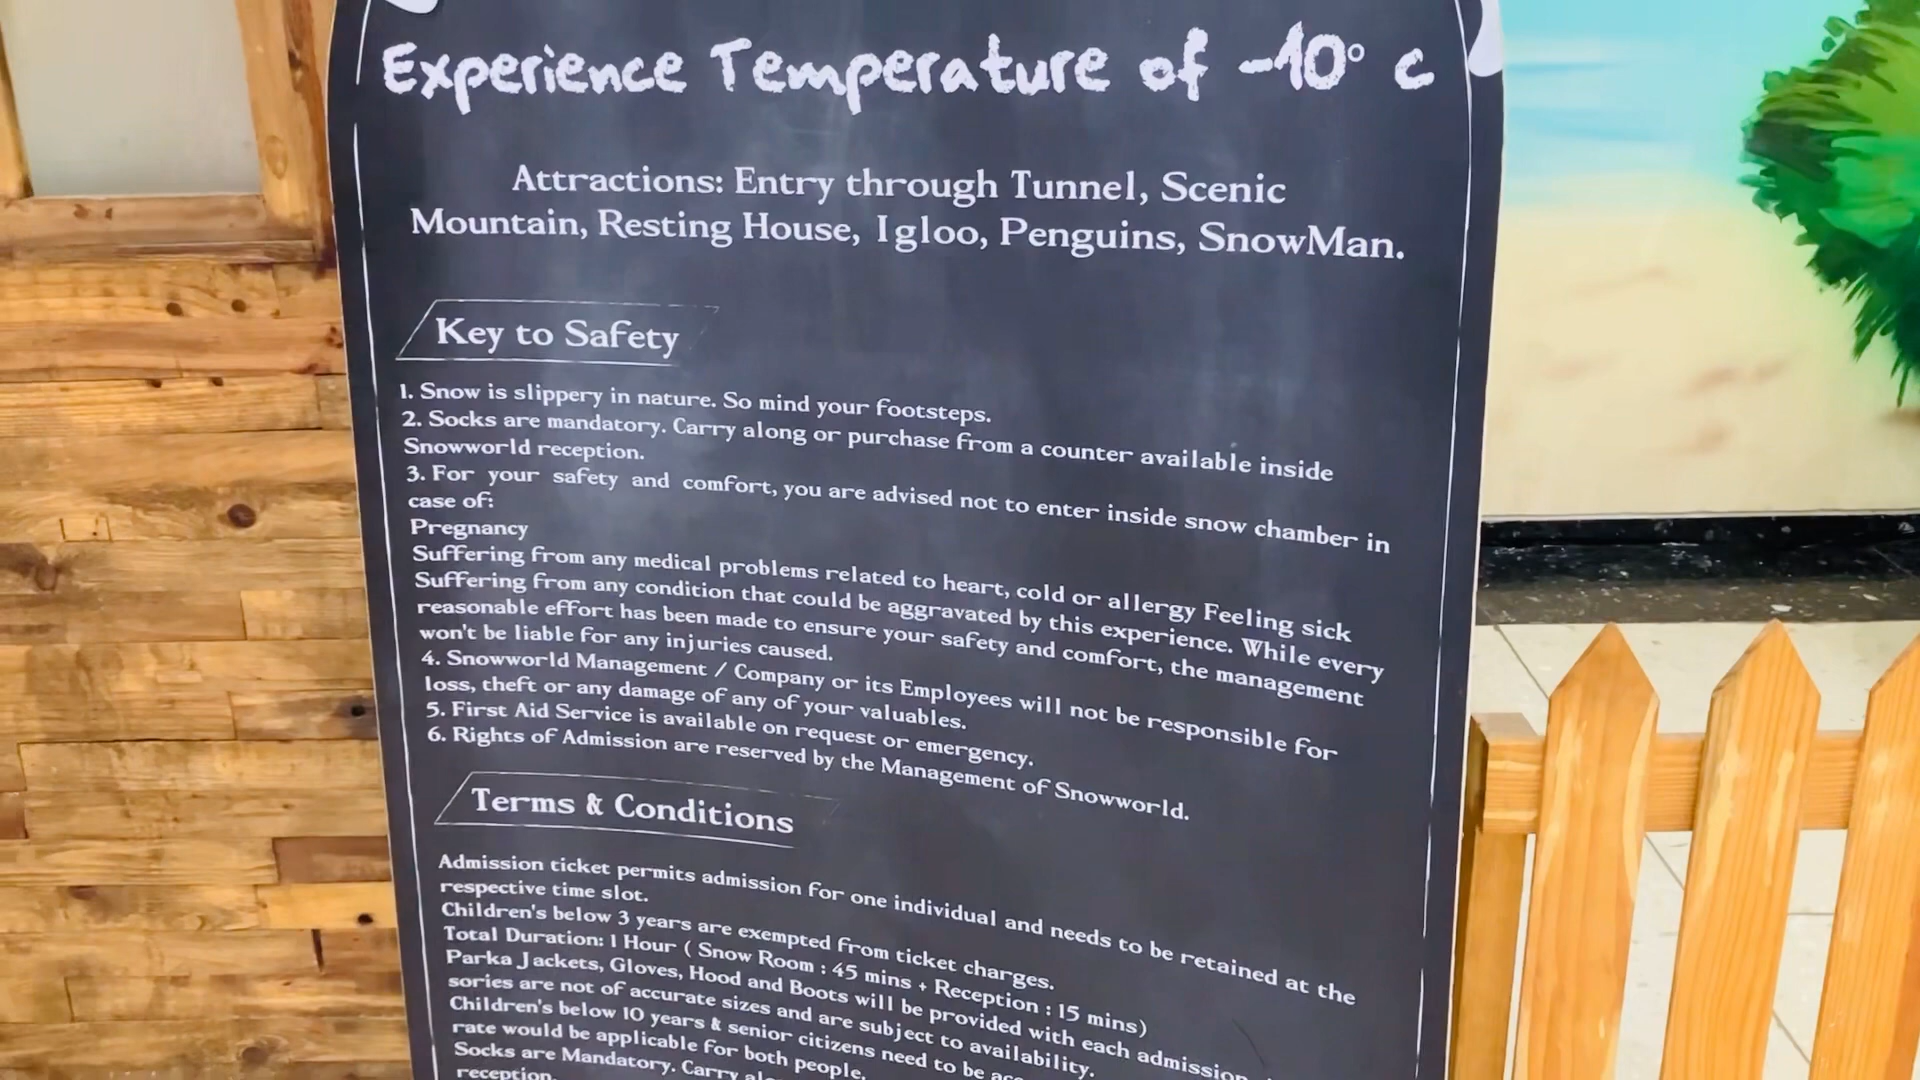 Experience Temperature of -10° c
Attractions: Entry through Tunnel, Scenic
Mountain, Resting House, Igloo, Penguins, SnowMan.
Key to Safety
1. Snow is slippery in nature. So mind your footsteps.
2. Socks are mandatory. Carry along or purchase from a counter available inside
Snowworld reception.
3. For your safety and comfort, you are advised not to enter inside snow chamber in
case of:
Pregnancy
Suffering from any medical problems related to heart, cold or allergy Feeling sick
Suffering from any condition that could be aggravated by this experience. While every
reasonable effort has been made to ensure your safety and comfort, the management
won't be liable for any injuries caused.
4. Snowworld Management / Company or its Employees will not be responsible for
loss, theft or any damage of any of your valuables.
5. First Aid Service is available on request or emergency.
6. Rights of Admission are reserved by the Management of Snowworld.
Terms & Conditions
Admission ticket permits admission for one individual and needs to be retained at the
respective time slot.
Children's below 3 years are exempted from ticket charges.
Total Duration: 1 Hour ( Snow Room : 45 mins + Reception : 15 mins)
Parka Jackets, Gloves, Hood and Boots will be provided with each admission
sories are not of accurate sizes and are subject to availability.
Children's below 10 years & senior citizens need to be
rate would be applicable for both people.
Socks are Mandatory. Carry
reception.